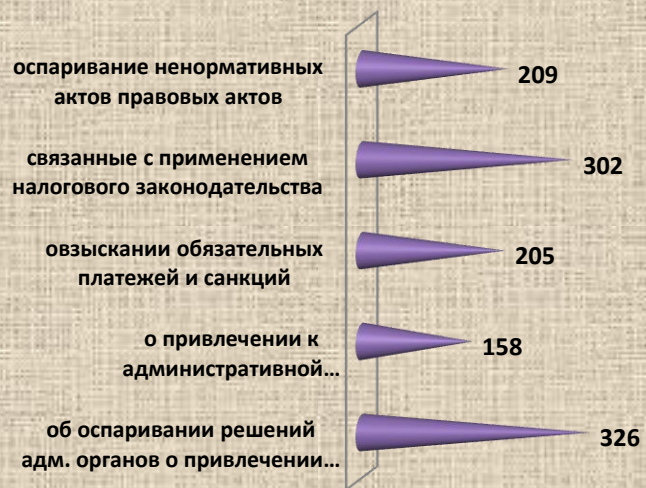 оспаривание ненормативных
актов правовых актов
209
связанные с применением
налогового законодательства
302
овзыскании обязательных
платежей и санкций
205
о привлечении к
административной…
158
об оспаривании решений
адм. органов о привлечении…
326